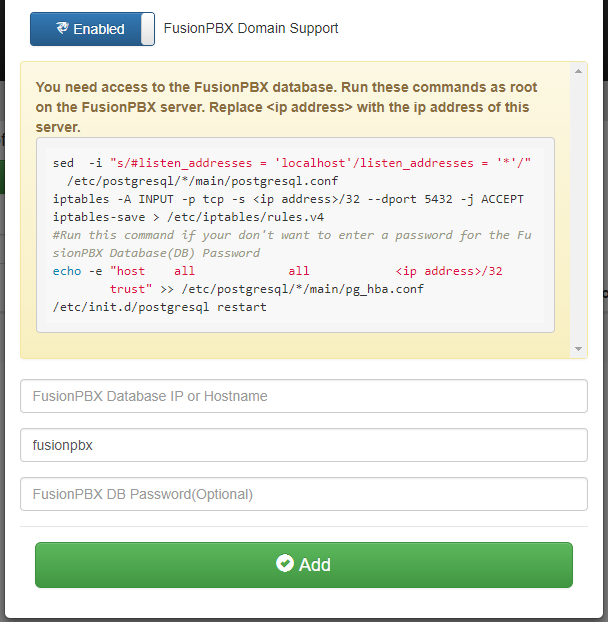 Enabled FusionPBX Domain Support
You need access to the FusionPBX database. Run these commands as root
on the FusionPBX server. Replace <ip address> with the ip address of this
server.
sed -i "s/#listen_addresses = 'localhost'/listen_addresses = '*'/"
/etc/postgresql/*/main/postgresql.conf
iptables -A INPUT -p tcp -s <ip address>/32 --dport 5432 -j ACCEPT
iptables-save > /etc/iptables/rules.v4
#Run this command if your don't want to enter a password for the Fu
sionPBX Database(DB) Password
echo -e "host all all <ip address>/32
trust" >> /etc/postgresql/*/main/pg_hba.conf
/etc/init.d/postgresql restart
FusionPBX Database IP or Hostname
fusionpbx
FusionPBX DB Password(Optional)
Add